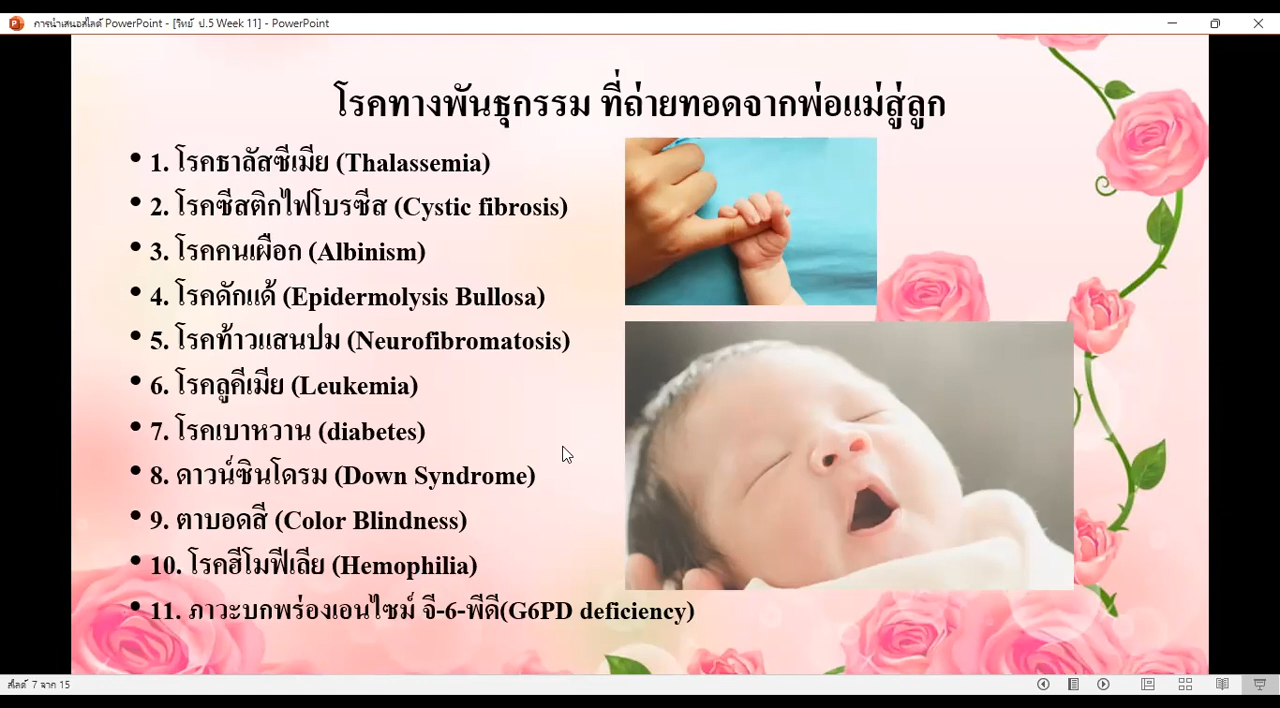 การนำเสนอสไลด์ PowerPoint - [วิทย์ ป.5 Week 11] - PowerPoint
โรคทางพันธุกรรม ที่ถ่ายทอดจากพ่อแม่สู่ลูก
• 1. โรคธาลัสซีเมีย (Thalassemia)
• 2. โรคซีสติกไฟโบรซีส (Cystic fibrosis)
• 3. โรคคนเผือก (Albinism)
• 4. โรคดักแด้ (Epidermolysis Bullosa)
• 5. โรคท้าวแสนปม (Neurofibromatosis)
• 6. โรคลูคีเมีย (Leukemia)
• 7. โรคเบาหวาน (diabetes)
• 8. ดาวน์ซินโดรม (Down Syndrome)
• 9. ตาบอดสี (Color Blindness)
• 10. โรคฮีโมฟีเลีย (Hemophilia)
• 11. ภาวะบกพร่องเอนไซม์ จี-6-พีดี(G6PD deficiency)
สไลด์ 7 จาก 15